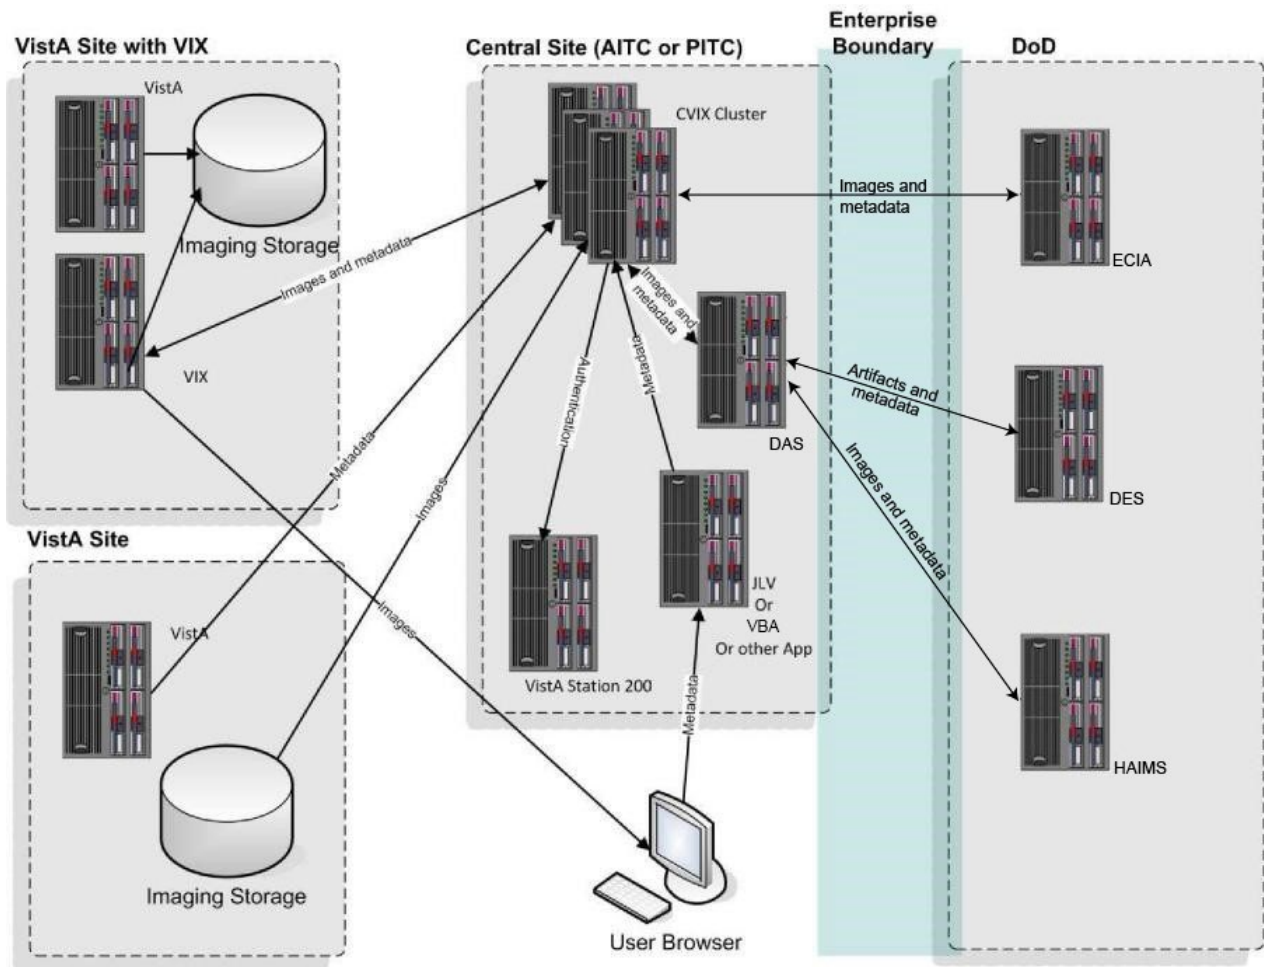 VistA Site with VIX
VistA
Imaging Storage
Images and metadata
VIX
VistA Site
VistA
Imaging Storage
Central Site (AITC or PITC)
CVIX Cluster
Images and
metadata
Authentication
Metadata
Metadata
Images
Images
DAS
JLV
Or
VBA
Or other App
VistA Station 200
Metadata
User Browser
Enterprise
Boundary
Images and
metadata
Artifacts and
metadata
Images and metadata
DoD
ECIA
DES
HAIMS